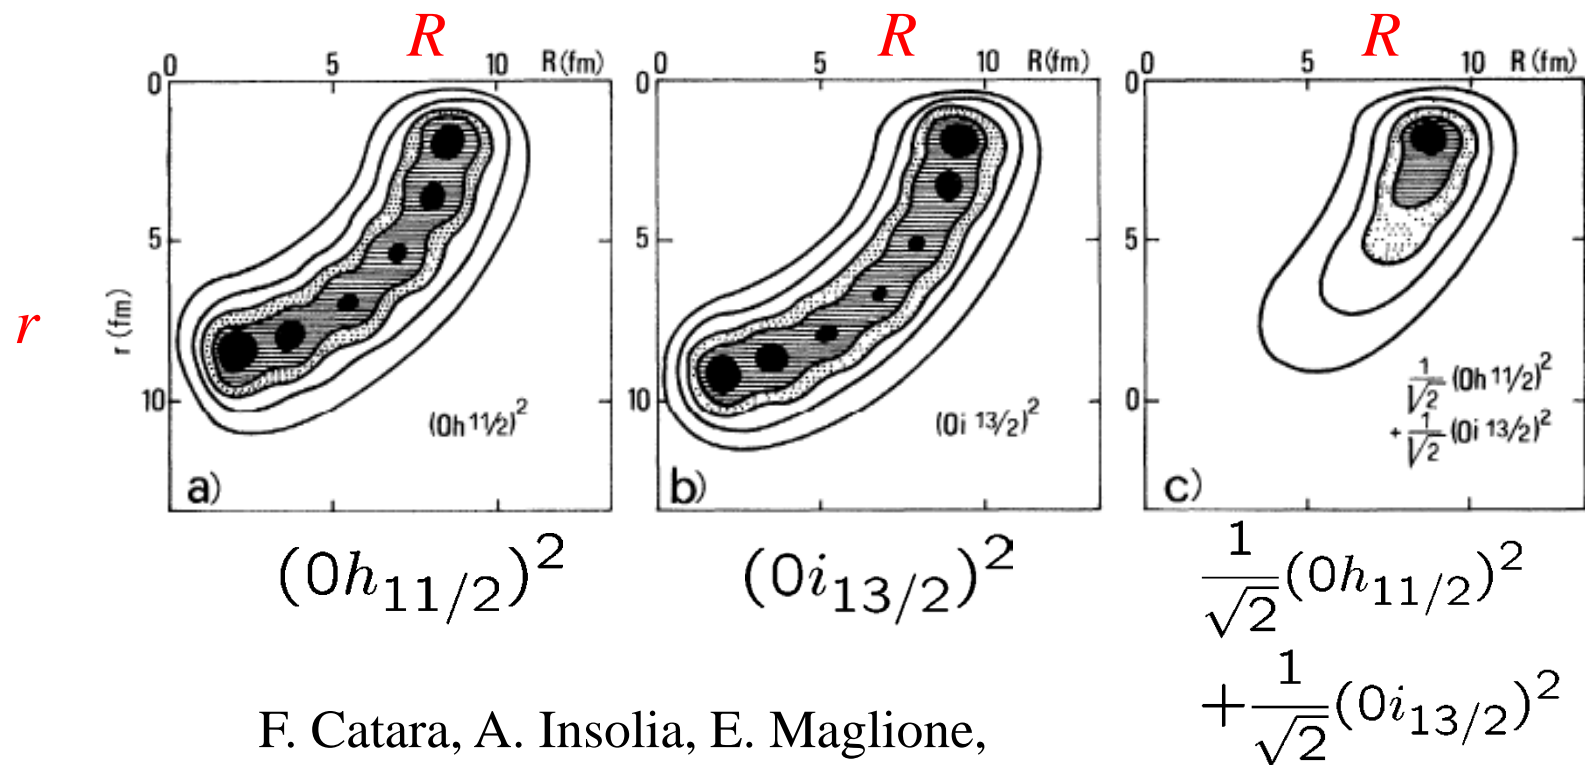 R R R
0 5 10 R(fm) 0 5 10 R(fm) 0 5 10 R(fm)
0
5 5 5
r r(fm)
10 10 0
(0h 11/2)² (0i 13/2)² 1/√2 (0h 11/2)²
+ 1/√2 (0i 13/2)²
a) b) c)
(0h₁₁/₂)² (0i₁₃/₂)² 1/√2 (0h₁₁/₂)²
+ 1/√2 (0i₁₃/₂)²
F. Catara, A. Insolia, E. Maglione,